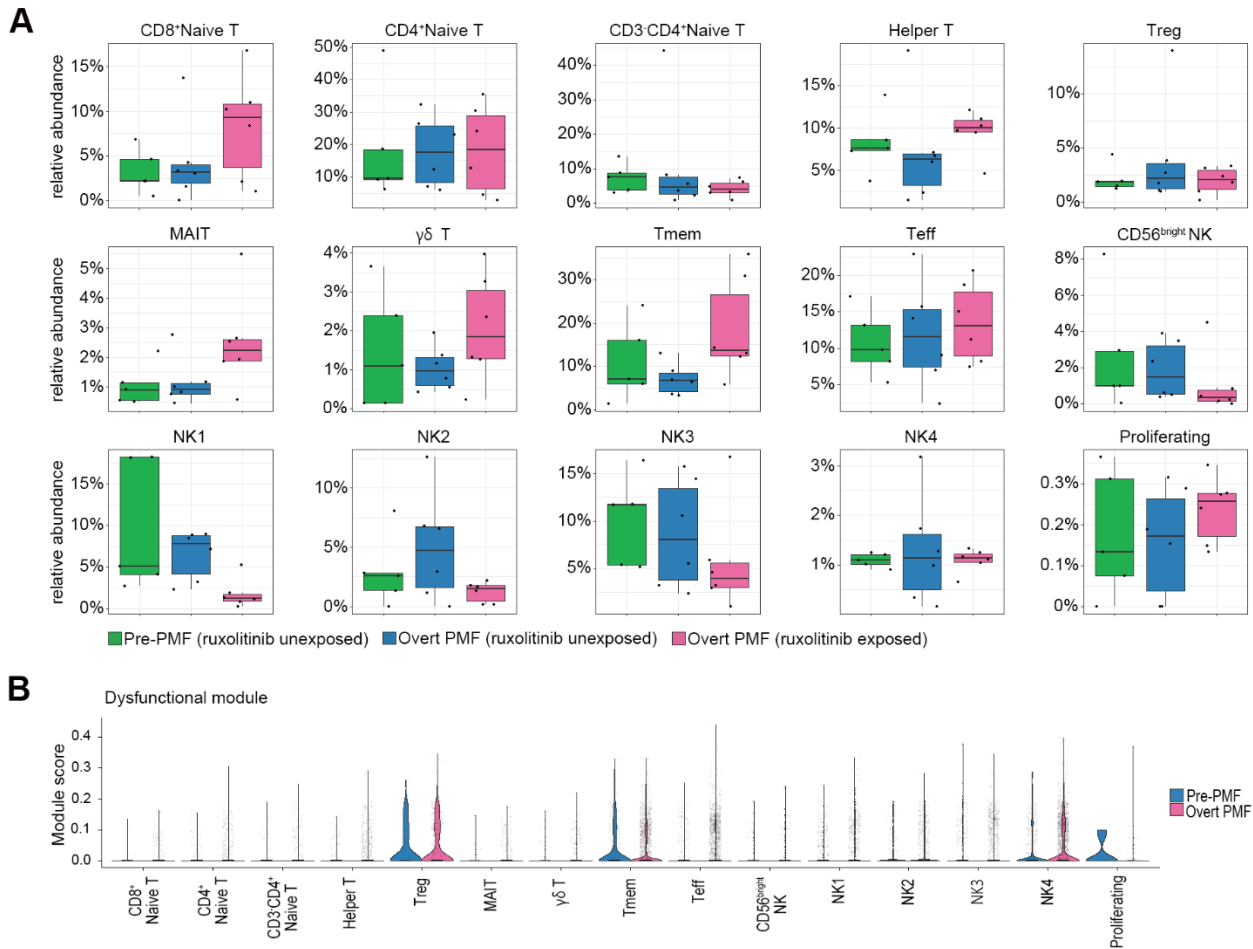 A
CD8⁺Naive T
CD4⁺Naive T
CD3⁻CD4⁺Naive T
Helper T
Treg
relative abundance
15%
10%
5%
0%
50%
40%
30%
20%
10%
40%
30%
20%
10%
0%
15%
10%
5%
10%
5%
0%
MAIT
γδ T
Tmem
Teff
CD56ᵇʳⁱᵍʰᵗ NK
relative abundance
5%
4%
3%
2%
1%
4%
3%
2%
1%
0%
30%
20%
10%
0%
20%
15%
10%
5%
8%
6%
4%
2%
0%
NK1
NK2
NK3
NK4
Proliferating
relative abundance
15%
10%
5%
0%
10%
5%
0%
15%
10%
5%
3%
2%
1%
0.3%
0.2%
0.1%
0%
Pre-PMF (ruxolitinib unexposed) Overt PMF (ruxolitinib unexposed) Overt PMF (ruxolitinib exposed)
B
Dysfunctional module
Module score
0.4
0.3
0.2
0.1
0.0
Pre-PMF
Overt PMF
CD8⁺
Naive T
CD4⁺
Naive T
CD3⁻CD4⁺
Naive T
Helper T
Treg
MAIT
γδ T
Tmem
Teff
CD56ᵇʳⁱᵍʰᵗ
NK
NK1
NK2
NK3
NK4
Proliferating